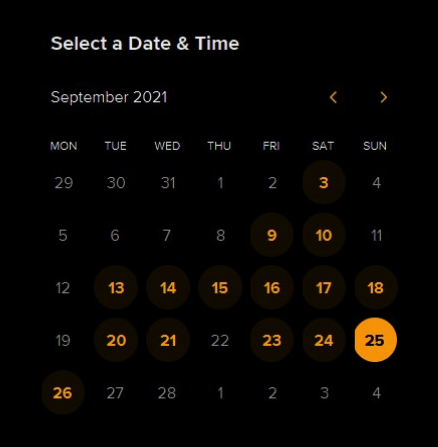 Select a Date & Time
September 2021
MON TUE WED THU FRI SAT SUN
29 30 31 1 2 3 4
5 6 7 8 9 10 11
12 13 14 15 16 17 18
19 20 21 22 23 24 25
26 27 28 1 2 3 4